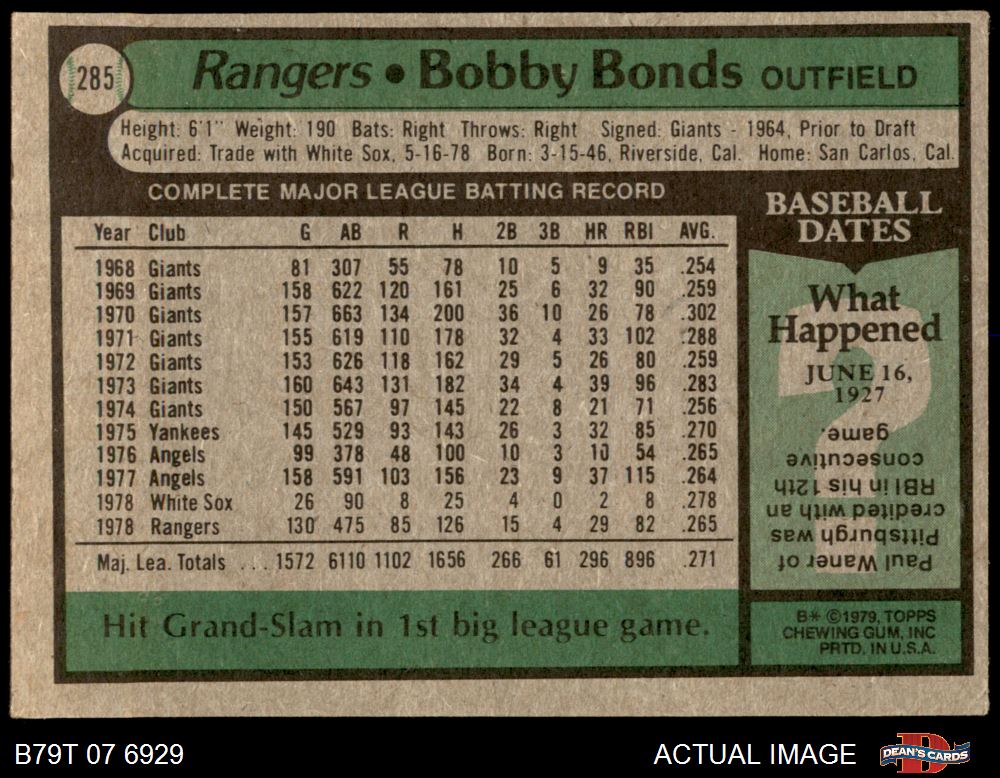 285
Rangers • Bobby Bonds OUTFIELD
Height: 6'1" Weight: 190 Bats: Right Throws: Right Signed: Giants - 1964, Prior to Draft
Acquired: Trade with White Sox, 5-16-78 Born: 3-15-46, Riverside, Cal. Home: San Carlos, Cal.
COMPLETE MAJOR LEAGUE BATTING RECORD
Year Club G AB R H 2B 3B HR RBI AVG.
1968 Giants 81 307 55 78 10 5 9 35 .254
1969 Giants 158 622 120 161 25 6 32 90 .259
1970 Giants 157 663 134 200 36 10 26 78 .302
1971 Giants 155 619 110 178 32 4 33 102 .288
1972 Giants 153 626 118 162 29 5 26 80 .259
1973 Giants 160 643 131 182 34 4 39 96 .283
1974 Giants 150 567 97 145 22 8 21 71 .256
1975 Yankees 145 529 93 143 26 3 32 85 .270
1976 Angels 99 378 48 100 10 3 10 54 .265
1977 Angels 158 591 103 156 23 9 37 115 .264
1978 White Sox 26 90 8 25 4 0 2 8 .278
1978 Rangers 130 475 85 126 15 4 29 82 .265
Maj. Lea. Totals ... 1572 6110 1102 1656 266 61 296 896 .271
Hit Grand-Slam in 1st big league game.
BASEBALL
DATES
What
Happened
JUNE 16,
1927
?
Paul Waner of
Pittsburgh was
credited with an
RBI in his 12th
consecutive
game.
B* ©1979, TOPPS
CHEWING GUM, INC
PRTD. IN U.S.A.
B79T 07 6929
ACTUAL IMAGE
DEAN'S CARDS